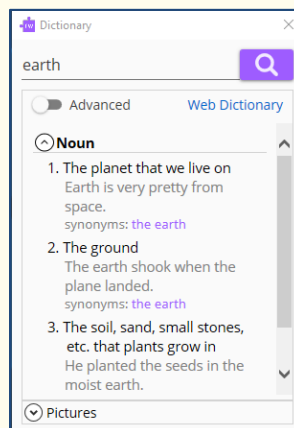 Dictionary
earth
Advanced Web Dictionary
Noun
1. The planet that we live on
Earth is very pretty from
space.
synonyms: the earth
2. The ground
The earth shook when the
plane landed.
synonyms: the earth
3. The soil, sand, small stones,
etc. that plants grow in
He planted the seeds in the
moist earth.
Pictures